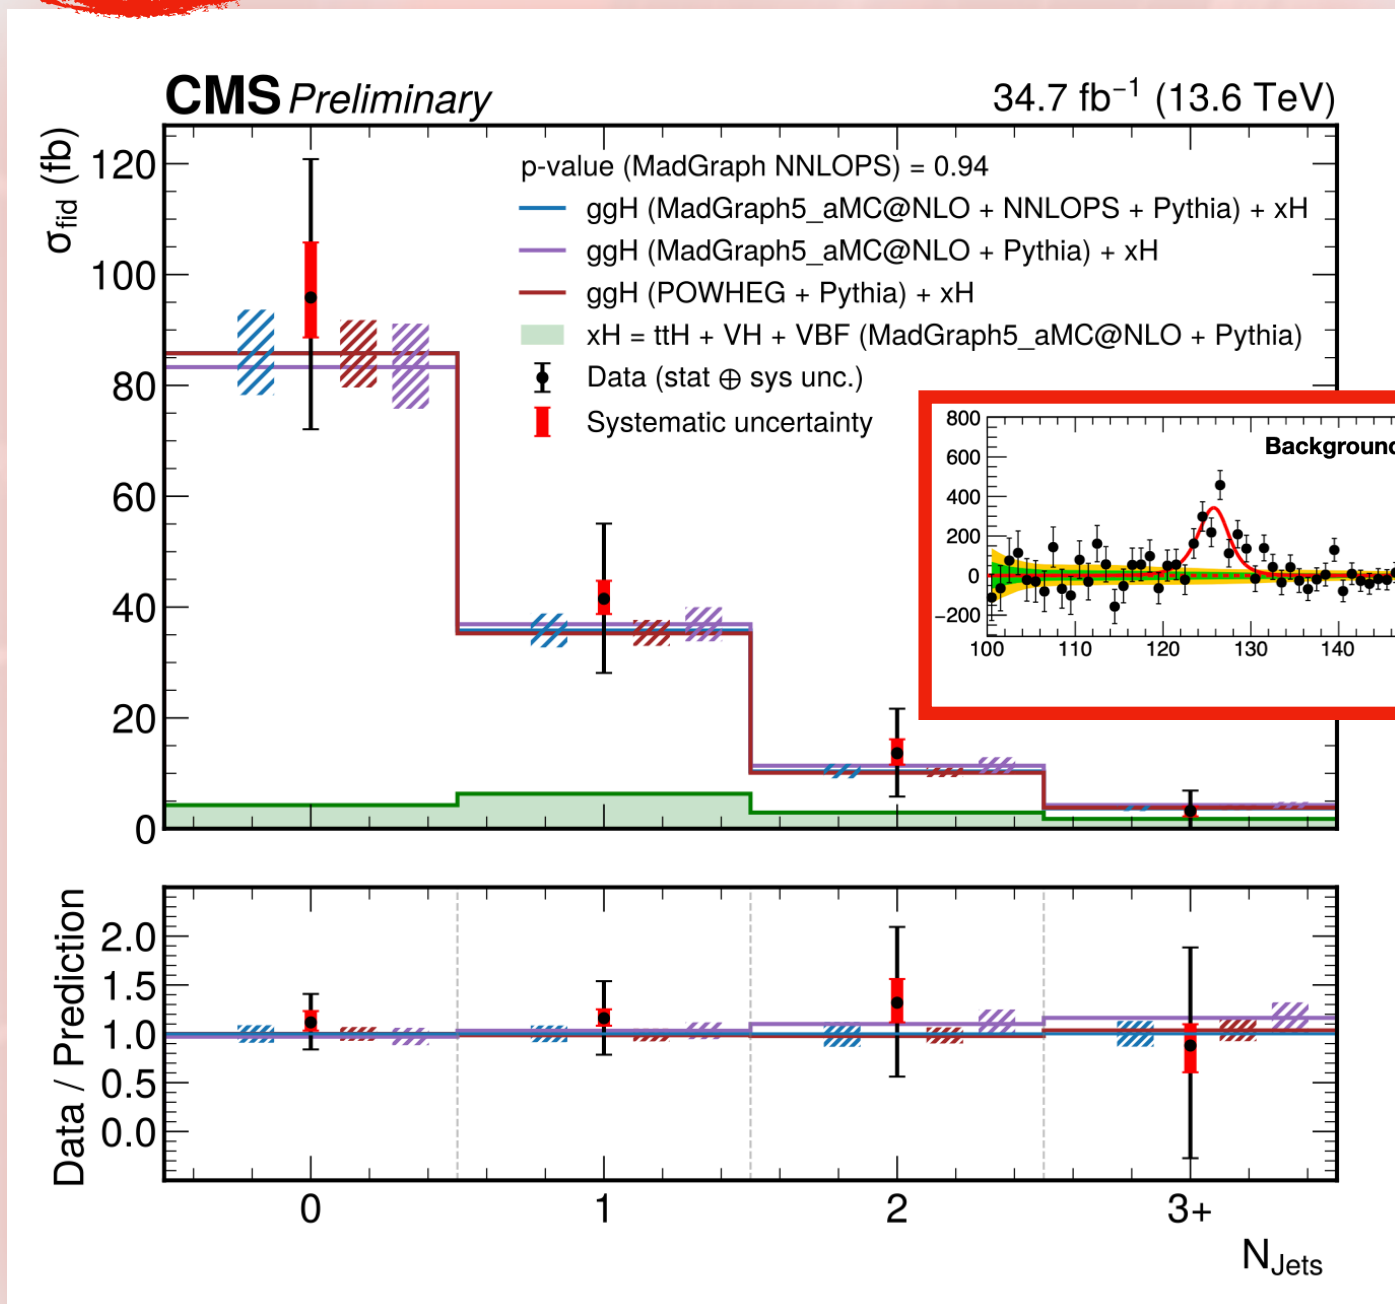 CMS Preliminary
34.7 fb⁻¹ (13.6 TeV)
σfid (fb)
120
100
80
60
40
20
0
p-value (MadGraph NNLOPS) = 0.94
ggH (MadGraph5_aMC@NLO + NNLOPS + Pythia) + xH
ggH (MadGraph5_aMC@NLO + Pythia) + xH
ggH (POWHEG + Pythia) + xH
xH = ttH + VH + VBF (MadGraph5_aMC@NLO + Pythia)
Data (stat ⊕ sys unc.)
Systematic uncertainty
800
600
400
200
0
−200
Background
100 110 120 130 140
Data / Prediction
2.0
1.5
1.0
0.5
0.0
0 1 2 3+
NJets